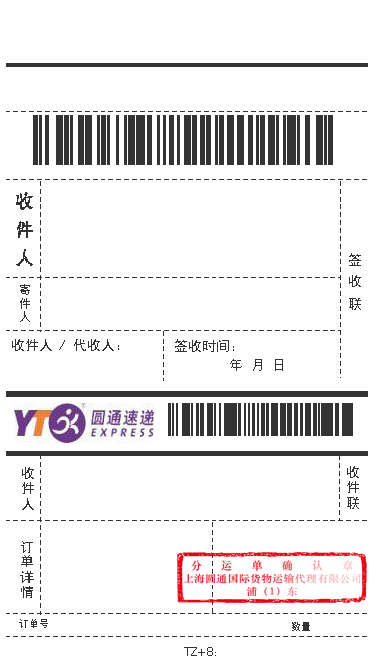 收件人
签收联
寄件人
收件人 / 代收人：
签收时间：
年 月 日
YTO 圆通速递
EXPRESS
收件人
收件联
订单详情
分运单确认章
上海圆通国际货物运输代理有限公司
浦（1）东
订单号
数量
TZ+8: